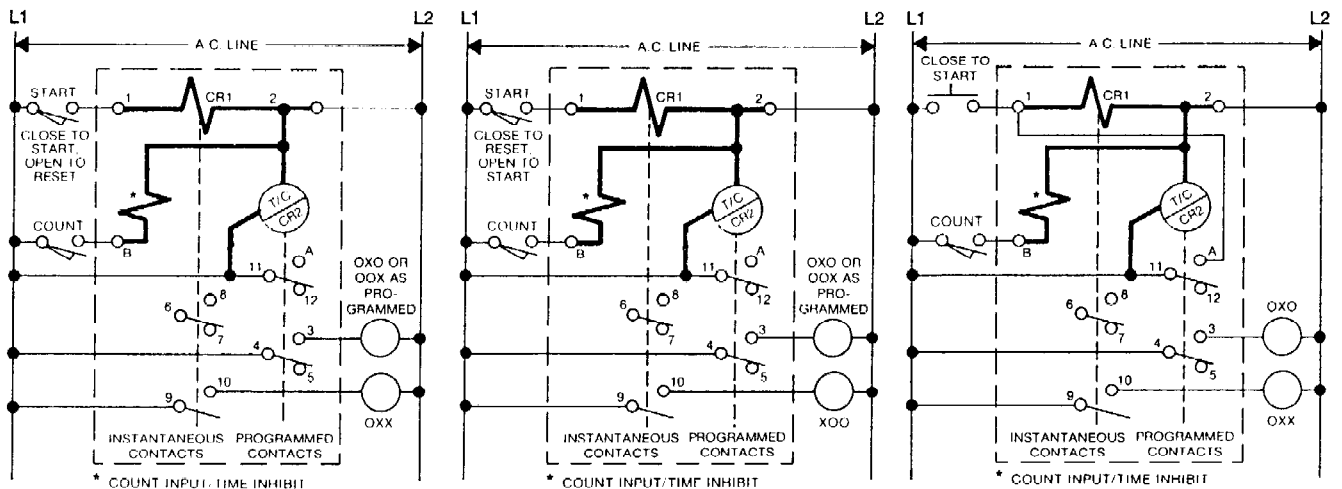 L1
L2
A.C. LINE
START
CLOSE TO
START,
OPEN TO
RESET
1
CR1
2
*
T/C
CR2
COUNT
B
A
11
12
OXO OR
OOX AS
PRO-
GRAMMED
8
6
7
3
4
5
10
9
OXX
INSTANTANEOUS
CONTACTS
PROGRAMMED
CONTACTS
* COUNT INPUT/TIME INHIBIT
L1
L2
A.C. LINE
START
CLOSE TO
RESET,
OPEN TO
START
1
CR1
2
*
T/C
CR2
COUNT
B
A
11
12
OXO OR
OOX AS
PRO-
GRAMMED
8
6
7
3
4
5
10
9
XOO
INSTANTANEOUS
CONTACTS
PROGRAMMED
CONTACTS
* COUNT INPUT/TIME INHIBIT
L1
L2
A.C. LINE
CLOSE TO
START
1
CR1
2
*
T/C
CR2
COUNT
B
A
11
12
8
6
7
3
OXO
4
5
10
9
OXX
INSTANTANEOUS
CONTACTS
PROGRAMMED
CONTACTS
* COUNT INPUT/TIME INHIBIT